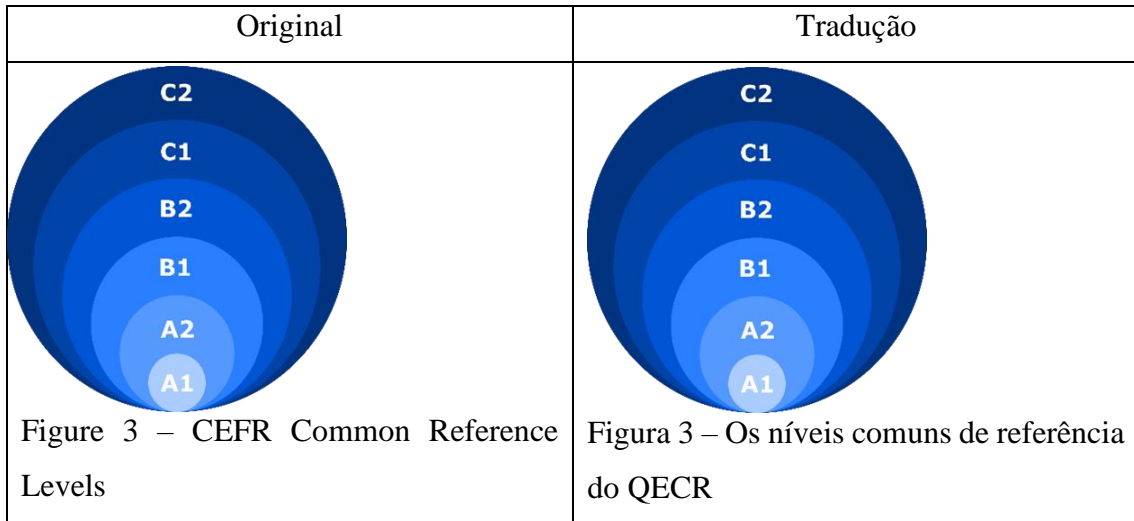 Original
Tradução
C2
C1
B2
B1
A2
A1
Figure 3 – CEFR Common Reference
Levels
C2
C1
B2
B1
A2
A1
Figura 3 – Os níveis comuns de referência
do QECR